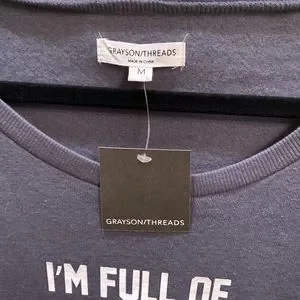 GRAYSON/THREADS
MADE IN CHINA
M
GRAYSON/THREADS
I'M FULL OF